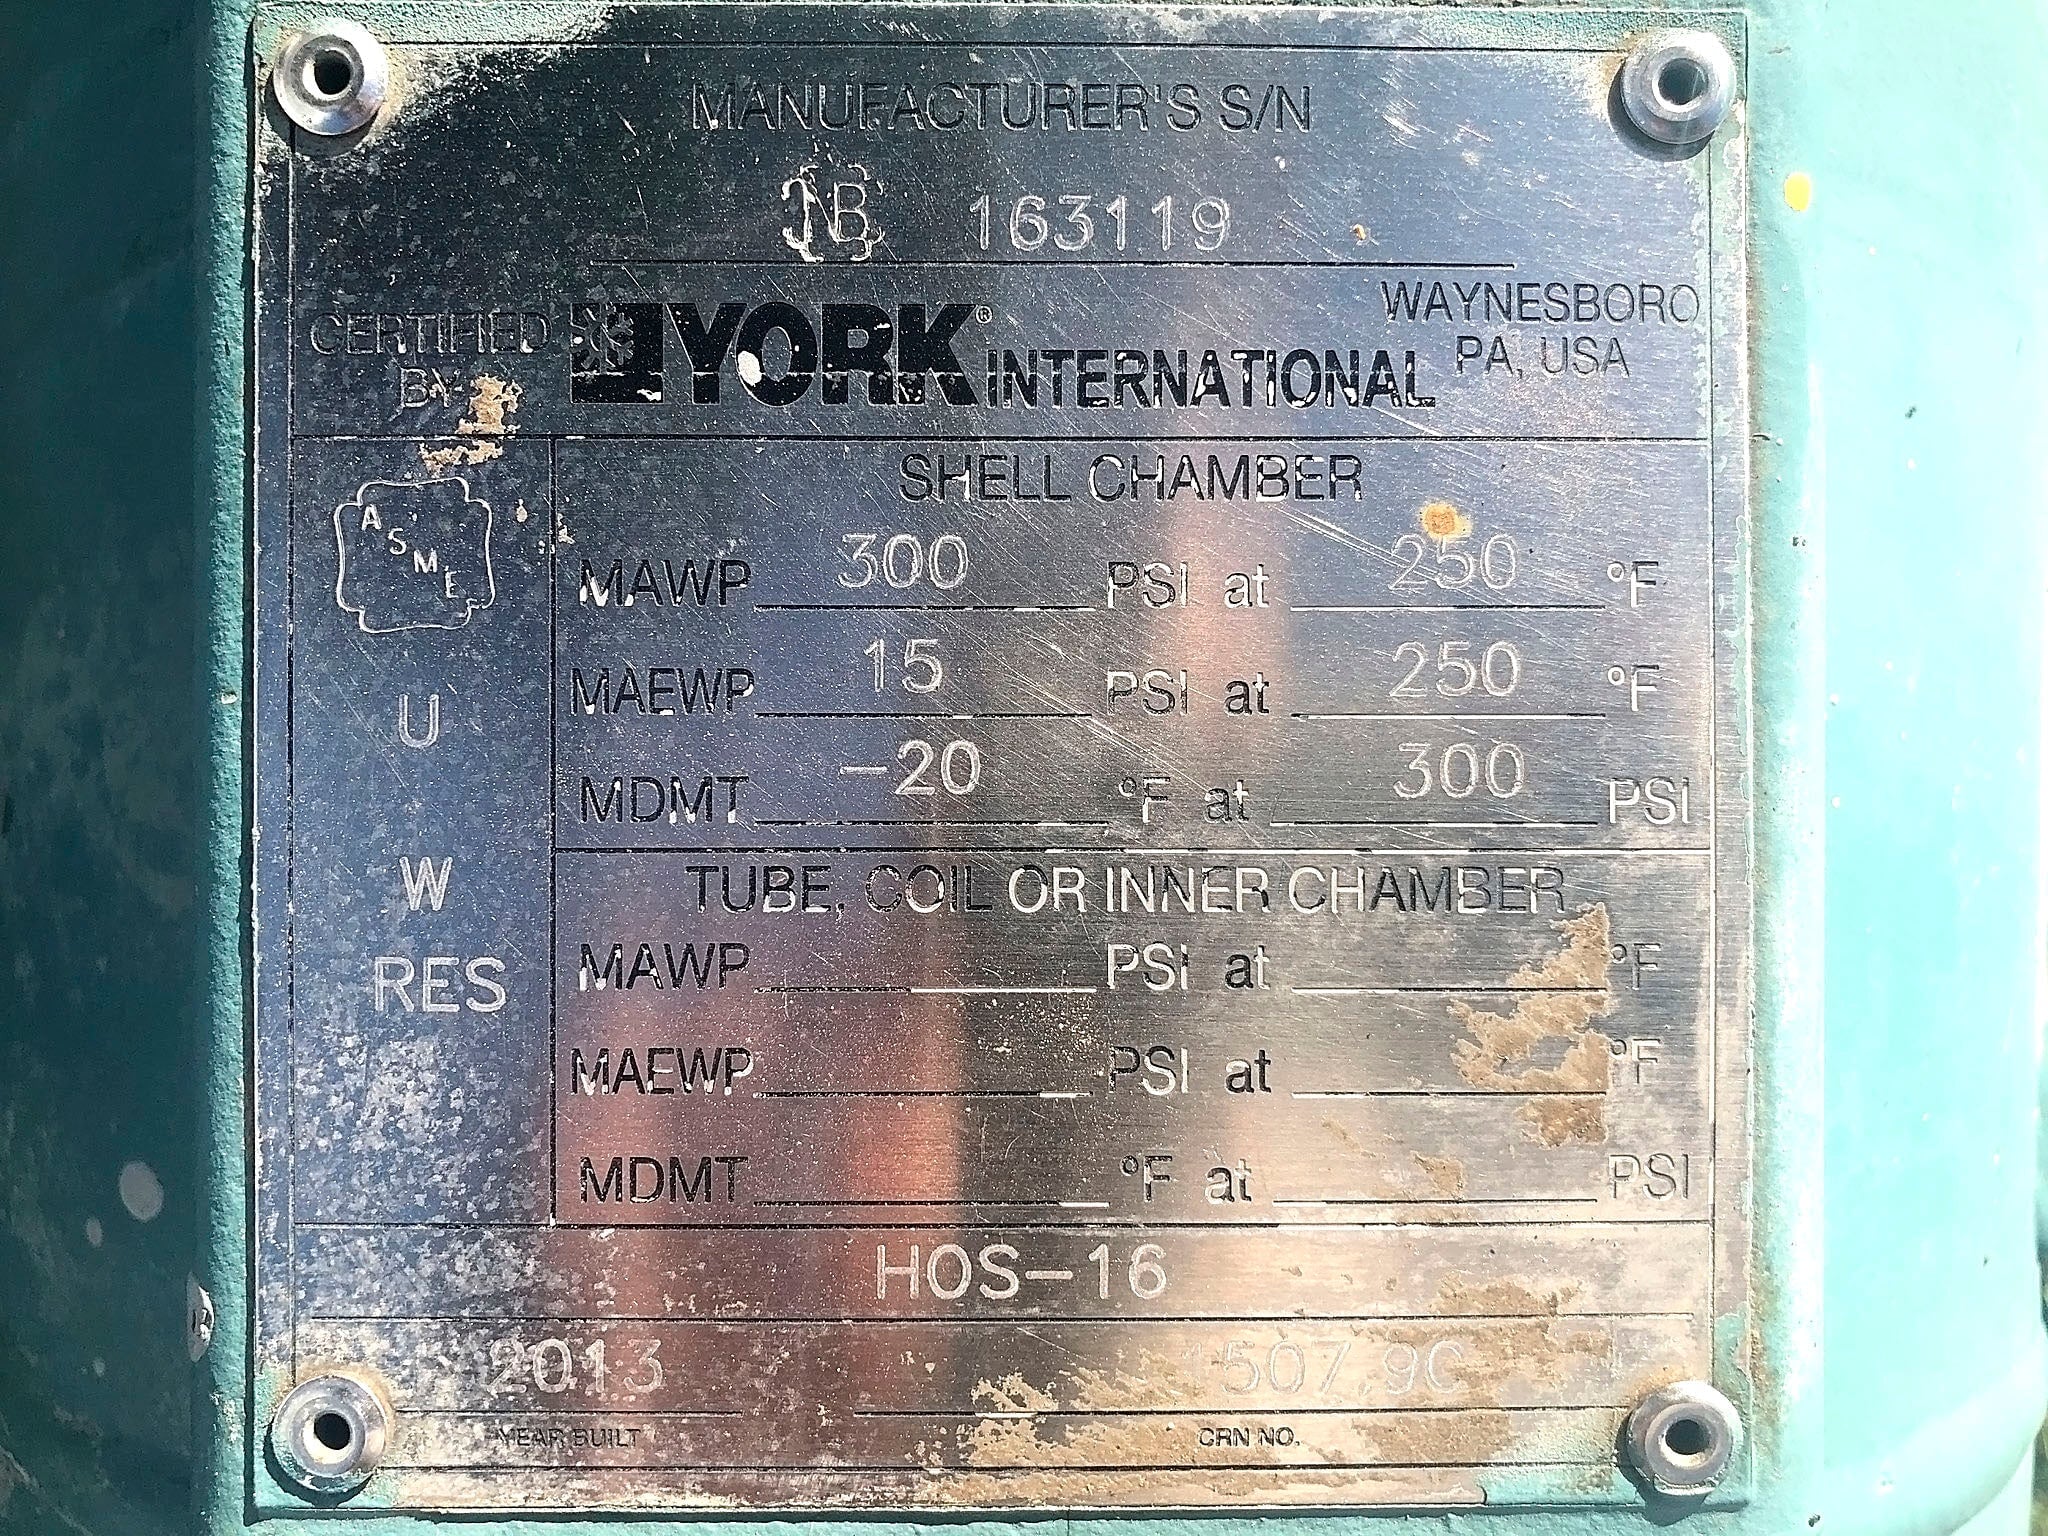 MANUFACTURER'S S/N
NB 163119
CERTIFIED BY
YORK® INTERNATIONAL
WAYNESBORO
PA, USA
ASME
U
W
RES
SHELL CHAMBER
MAWP 300 PSI at 250 °F
MAEWP 15 PSI at 250 °F
MDMT -20 °F at 300 PSI
TUBE, COIL OR INNER CHAMBER
MAWP PSI at °F
MAEWP PSI at °F
MDMT °F at PSI
HOS-16
2013
YEAR BUILT
CRN NO.